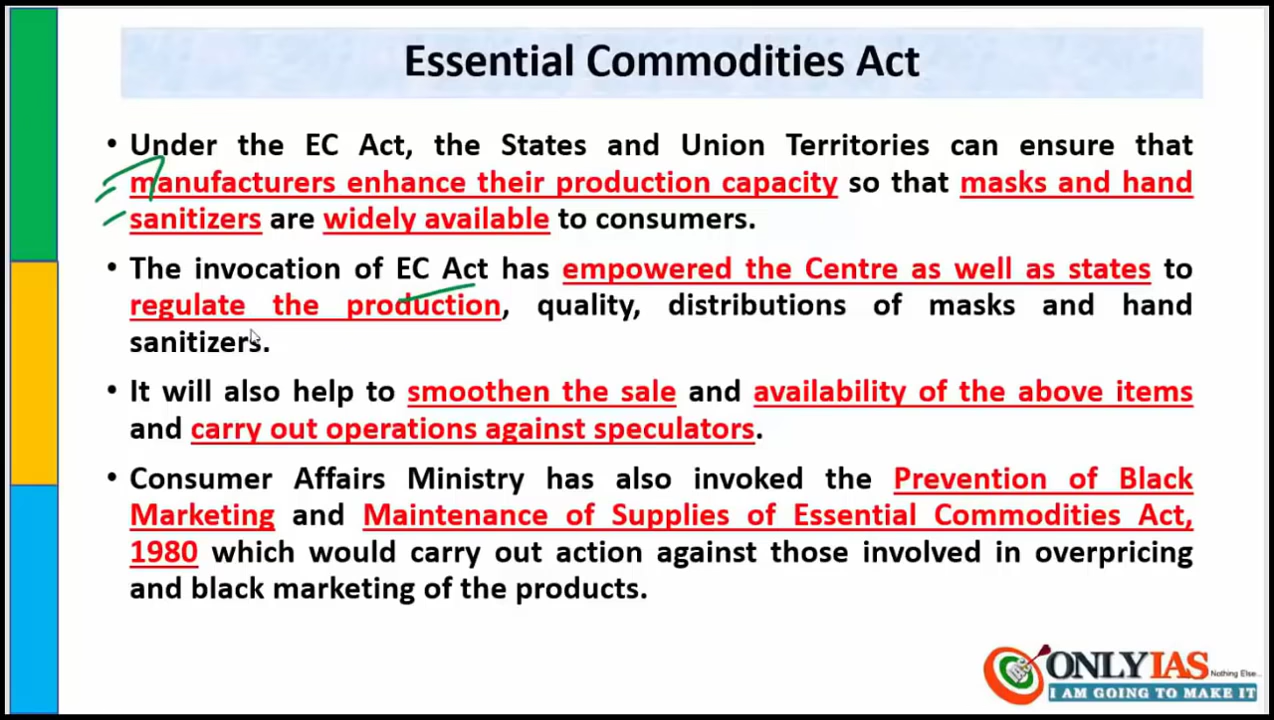 Essential Commodities Act
• Under the EC Act, the States and Union Territories can ensure that
manufacturers enhance their production capacity so that masks and hand
sanitizers are widely available to consumers.
• The invocation of EC Act has empowered the Centre as well as states to
regulate the production, quality, distributions of masks and hand
sanitizers.
• It will also help to smoothen the sale and availability of the above items
and carry out operations against speculators.
• Consumer Affairs Ministry has also invoked the Prevention of Black
Marketing and Maintenance of Supplies of Essential Commodities Act,
1980 which would carry out action against those involved in overpricing
and black marketing of the products.
ONLYIAS
Nothing Else...
I AM GOING TO MAKE IT